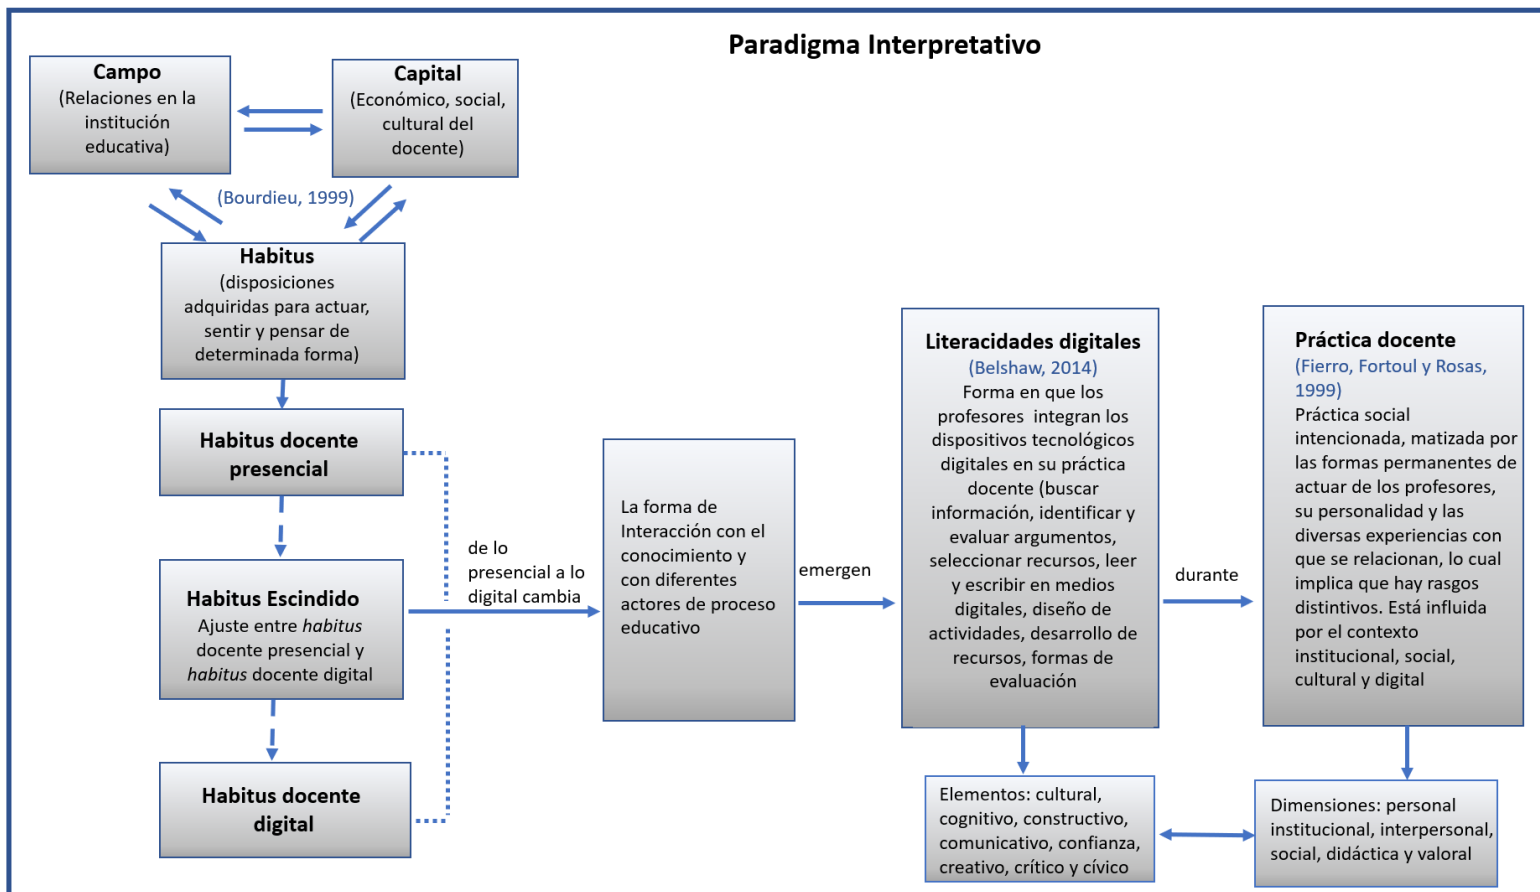 Paradigma Interpretativo
Campo
(Relaciones en la
institución
educativa)
Capital
(Económico, social,
cultural del
docente)
(Bourdieu, 1999)
Habitus
(disposiciones
adquiridas para actuar,
sentir y pensar de
determinada forma)
Habitus docente
presencial
Habitus Escindido
Ajuste entre habitus
docente presencial y
habitus docente digital
Habitus docente
digital
de lo
presencial a lo
digital cambia
La forma de
Interacción con el
conocimiento y
con diferentes
actores de proceso
educativo
emergen
Literacidades digitales
(Belshaw, 2014)
Forma en que los
profesores integran los
dispositivos tecnológicos
digitales en su práctica
docente (buscar
información, identificar y
evaluar argumentos,
seleccionar recursos, leer
y escribir en medios
digitales, diseño de
actividades, desarrollo de
recursos, formas de
evaluación
durante
Práctica docente
(Fierro, Fortoul y Rosas,
1999)
Práctica social
intencionada, matizada por
las formas permanentes de
actuar de los profesores,
su personalidad y las
diversas experiencias con
que se relacionan, lo cual
implica que hay rasgos
distintivos. Está influida
por el contexto
institucional, social,
cultural y digital
Elementos: cultural,
cognitivo, constructivo,
comunicativo, confianza,
creativo, crítico y cívico
Dimensiones: personal
institucional, interpersonal,
social, didáctica y valoral